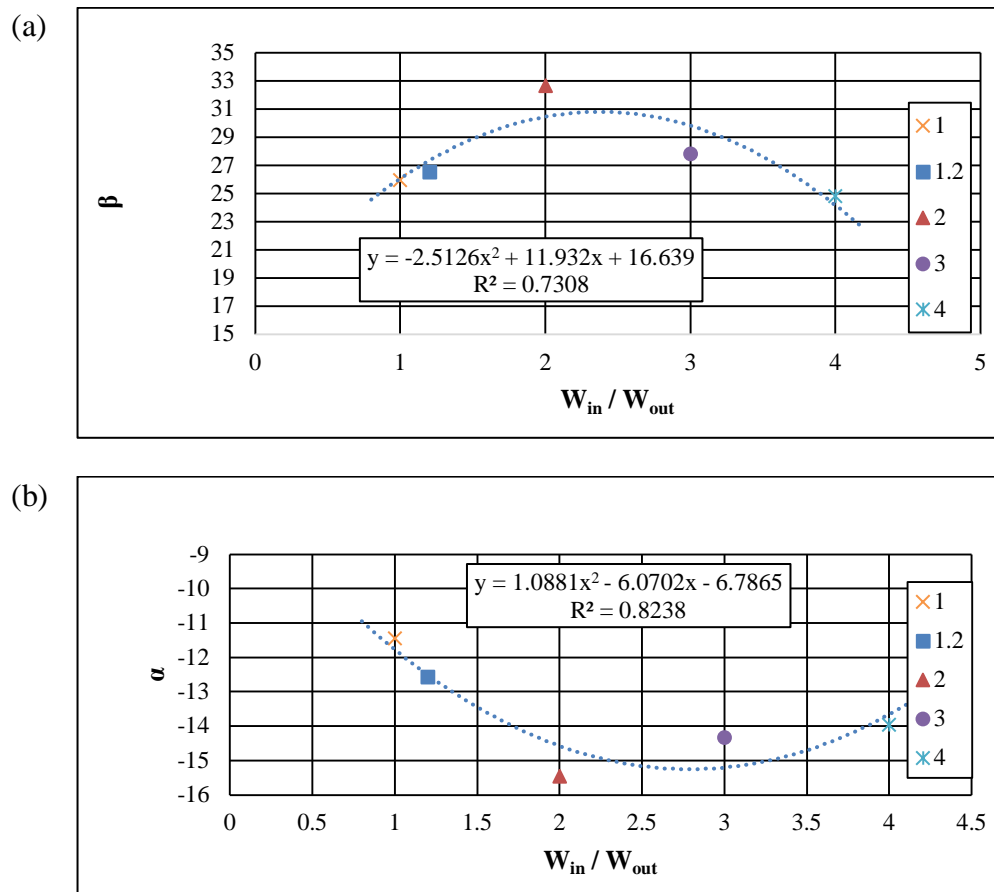 (a)
35
33
31
29
27
25
23
21
19
17
15
β
y = -2.5126x² + 11.932x + 16.639
R² = 0.7308
1
1.2
2
3
4
0 1 2 3 4 5
W_in / W_out
(b)
-9
-10
-11
-12
-13
-14
-15
-16
α
y = 1.0881x² - 6.0702x - 6.7865
R² = 0.8238
1
1.2
2
3
4
0 0.5 1 1.5 2 2.5 3 3.5 4 4.5
W_in / W_out